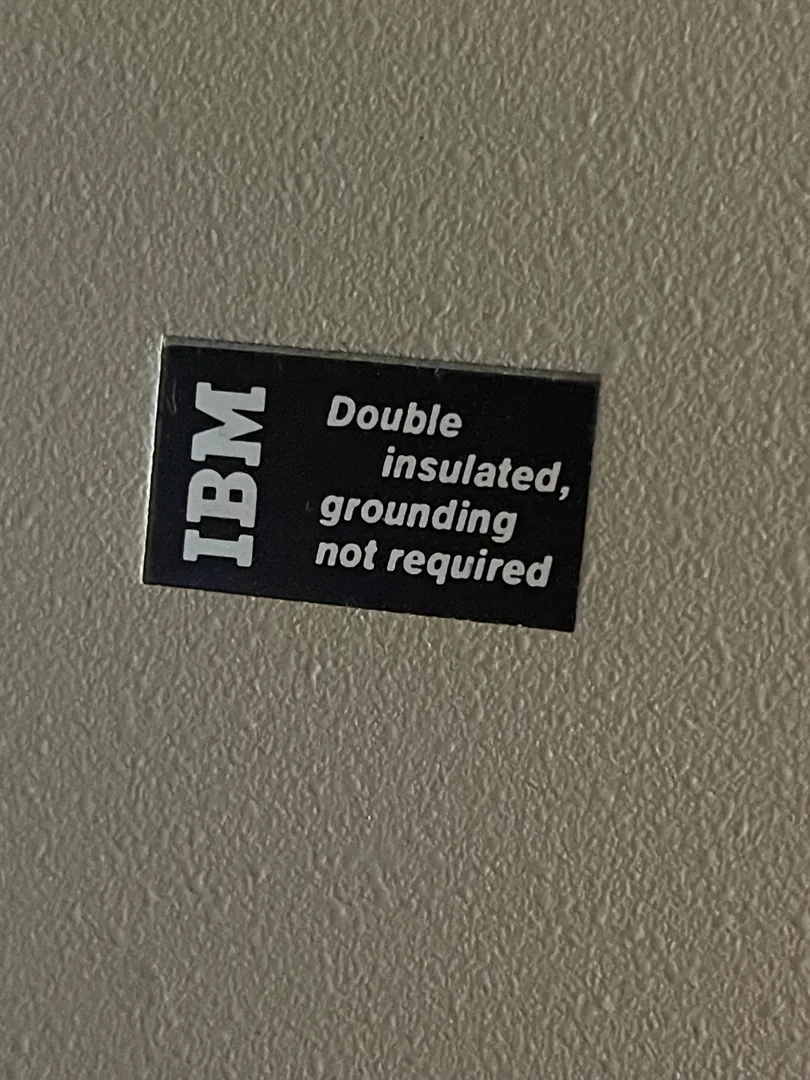 IBM
Double
insulated,
grounding
not required